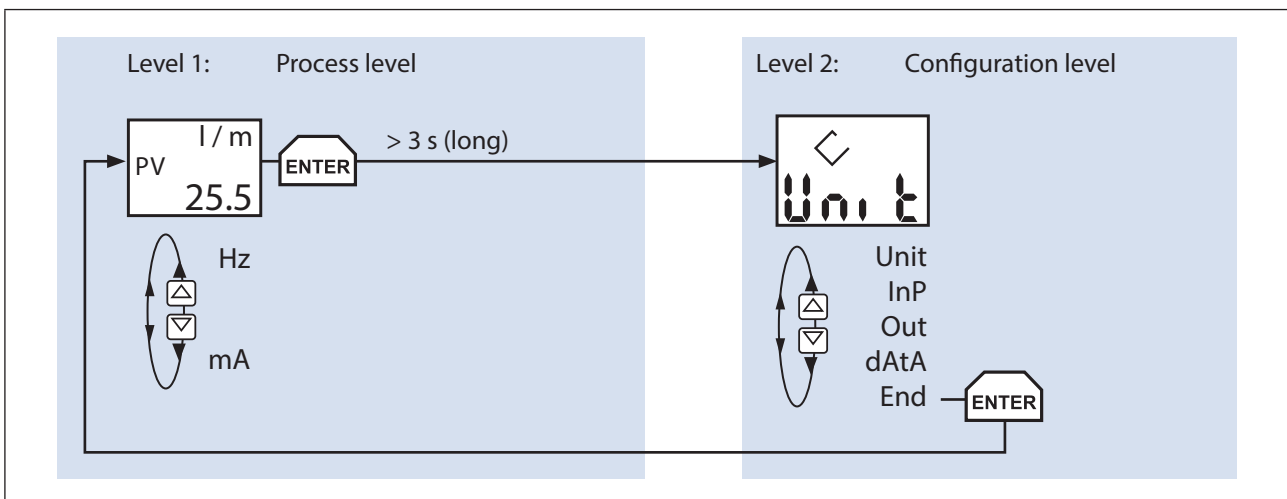 Level 1: Process level
l / m
PV
25.5
ENTER
> 3 s (long)
Hz
mA
Level 2: Configuration level
Unit
Unit
InP
Out
dAtA
End
ENTER